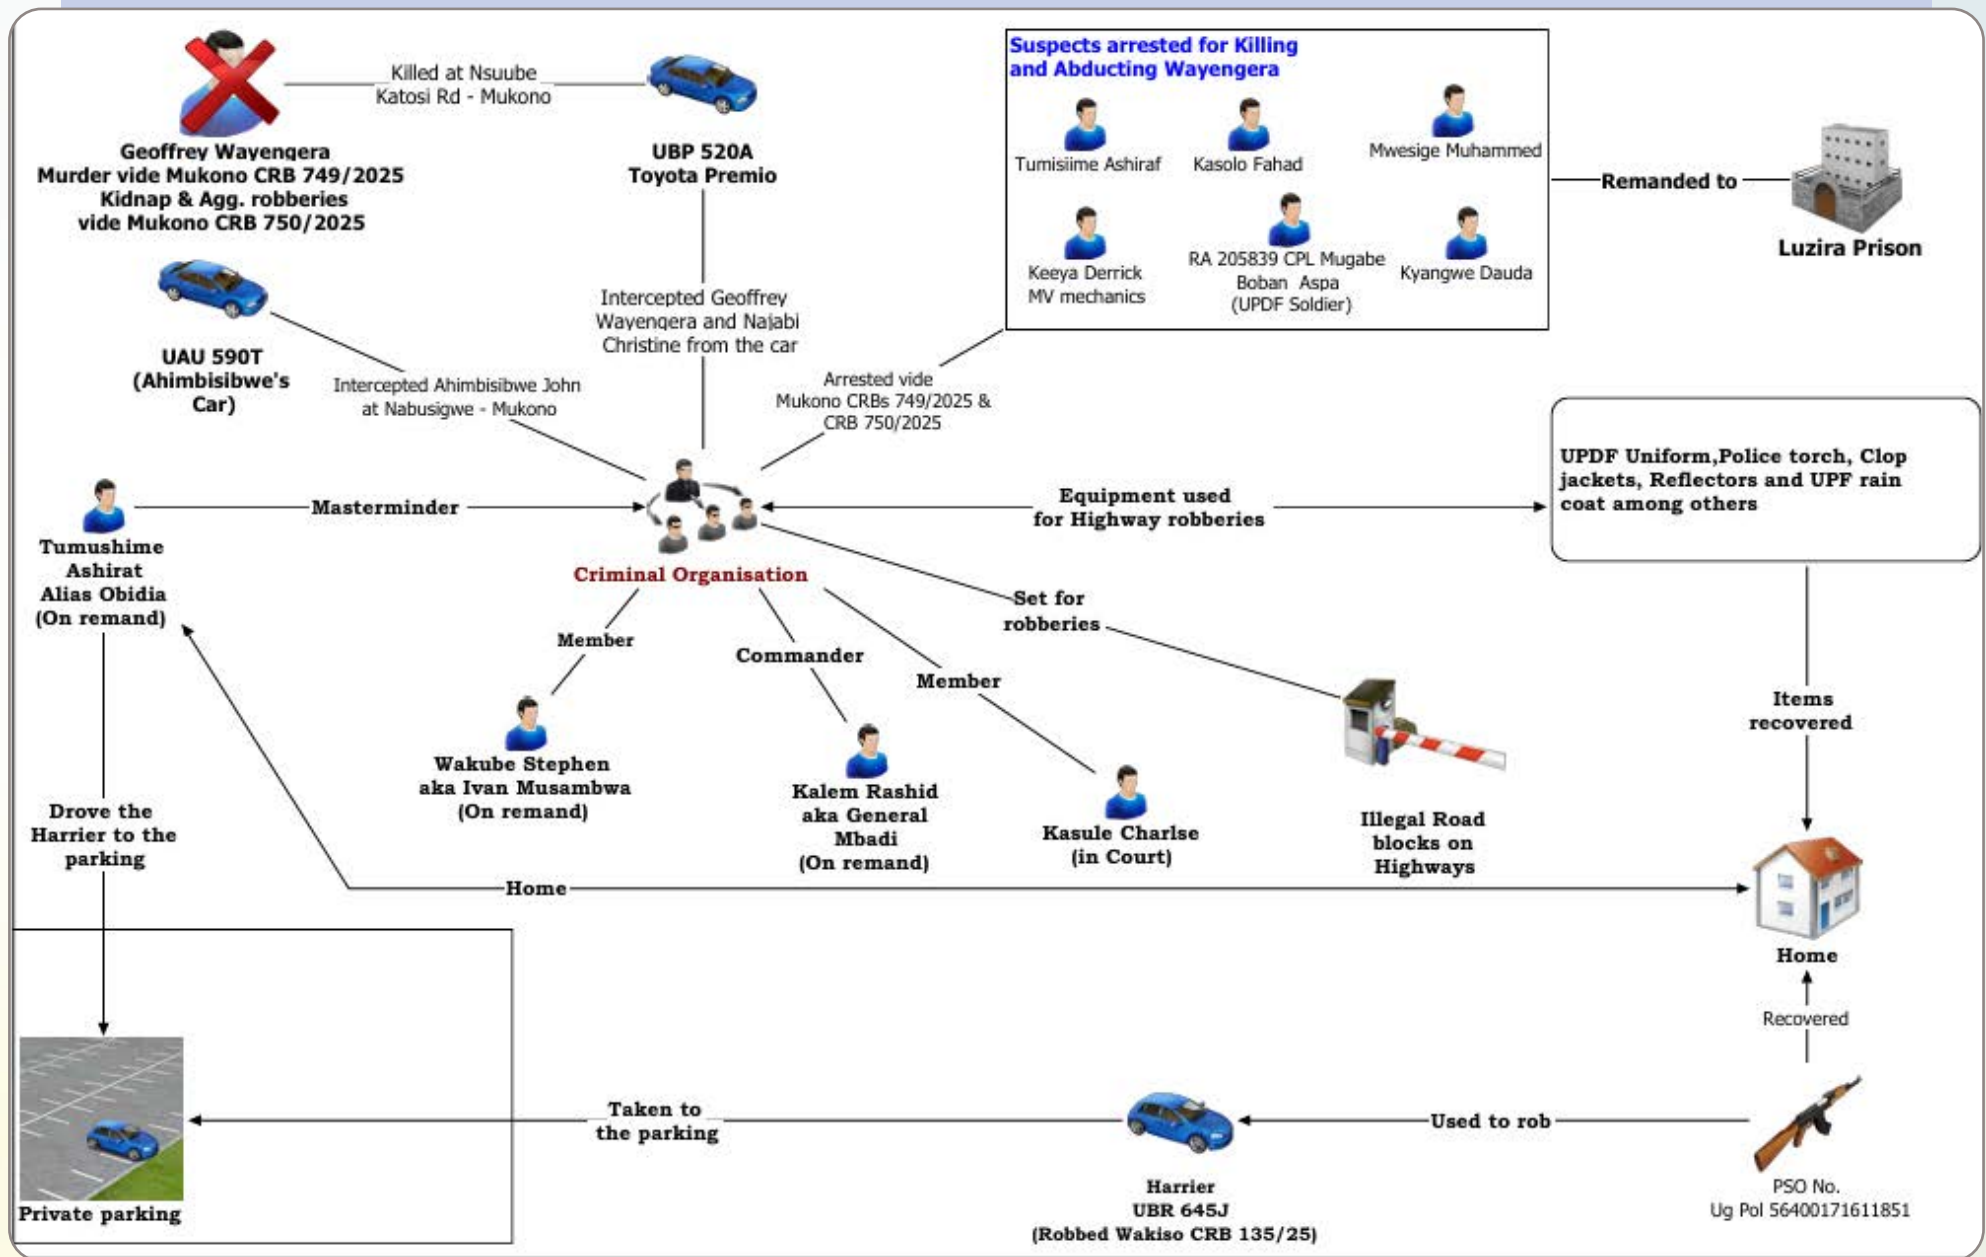 Killed at Nsuube
Katosi Rd - Mukono
Geoffrey Wayengera
Murder vide Mukono CRB 749/2025
Kidnap & Agg. robberies
vide Mukono CRB 750/2025
UBP 520A
Toyota Premio
Suspects arrested for Killing
and Abducting Wayengera
Tumisiime Ashiraf
Kasolo Fahad
Mwesige Muhammed
Keeya Derrick
MV mechanics
RA 205839 CPL Mugabe
Boban Aspa
(UPDF Soldier)
Kyangwe Dauda
Remanded to
Luzira Prison
UAU 590T
(Ahimbisibwe's
Car)
Intercepted Ahimbisibwe John
at Nabusigwe - Mukono
Intercepted Geoffrey
Wayengera and Najabi
Christine from the car
Arrested vide
Mukono CRBs 749/2025 &
CRB 750/2025
Masterminder
Tumushime
Ashirat
Alias Obidia
(On remand)
Criminal Organisation
Equipment used
for Highway robberies
UPDF Uniform,Police torch, Clop
jackets, Reflectors and UPF rain
coat among others
Member
Commander
Member
Set for
robberies
Items
recovered
Wakube Stephen
aka Ivan Musambwa
(On remand)
Kalem Rashid
aka General
Mbadi
(On remand)
Kasule Charlse
(in Court)
Illegal Road
blocks on
Highways
Drove the
Harrier to the
parking
Home
Home
Recovered
Private parking
Taken to
the parking
Harrier
UBR 645J
(Robbed Wakiso CRB 135/25)
Used to rob
PSO No.
Ug Pol 56400171611851